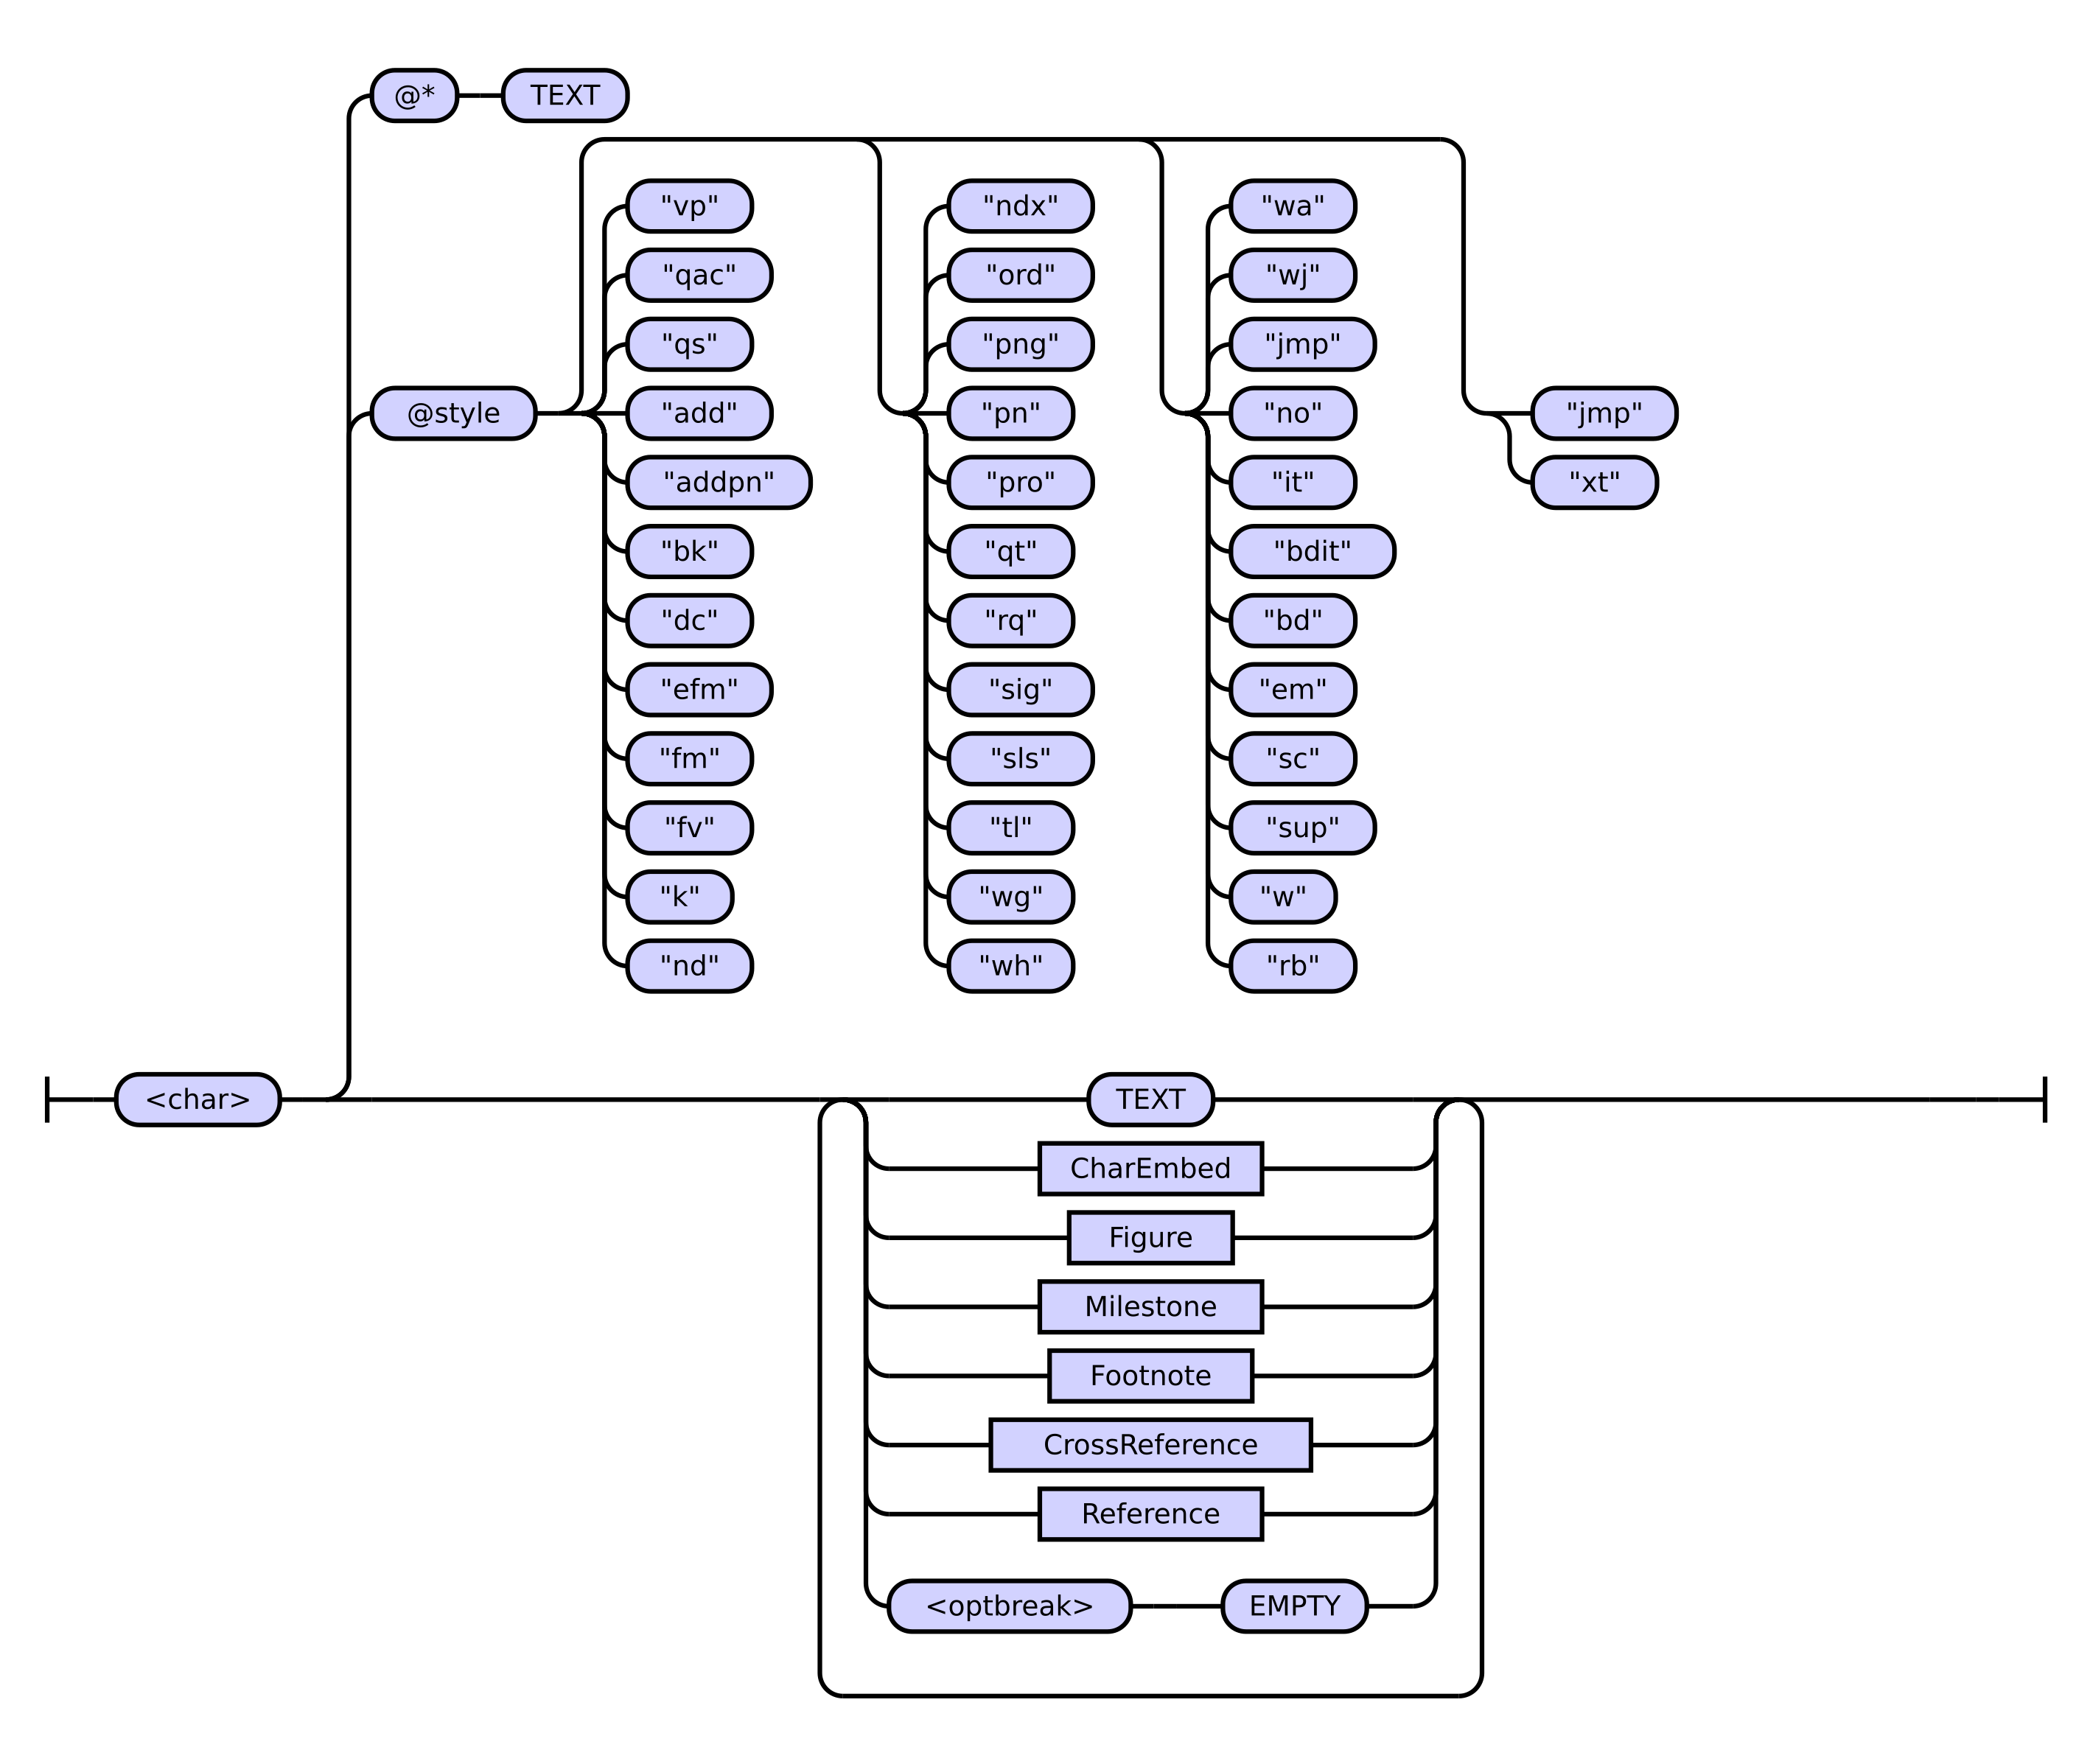 @* TEXT
"vp" "ndx" "wa"
"qac" "ord" "wj"
"qs" "png" "jmp"
@style "add" "pn" "no" "jmp"
"addpn" "pro" "it" "xt"
"bk" "qt" "bdit"
"dc" "rq" "bd"
"efm" "sig" "em"
"fm" "sls" "sc"
"fv" "tl" "sup"
"k" "wg" "w"
"nd" "wh" "rb"
<char> TEXT
CharEmbed
Figure
Milestone
Footnote
CrossReference
Reference
<optbreak> EMPTY